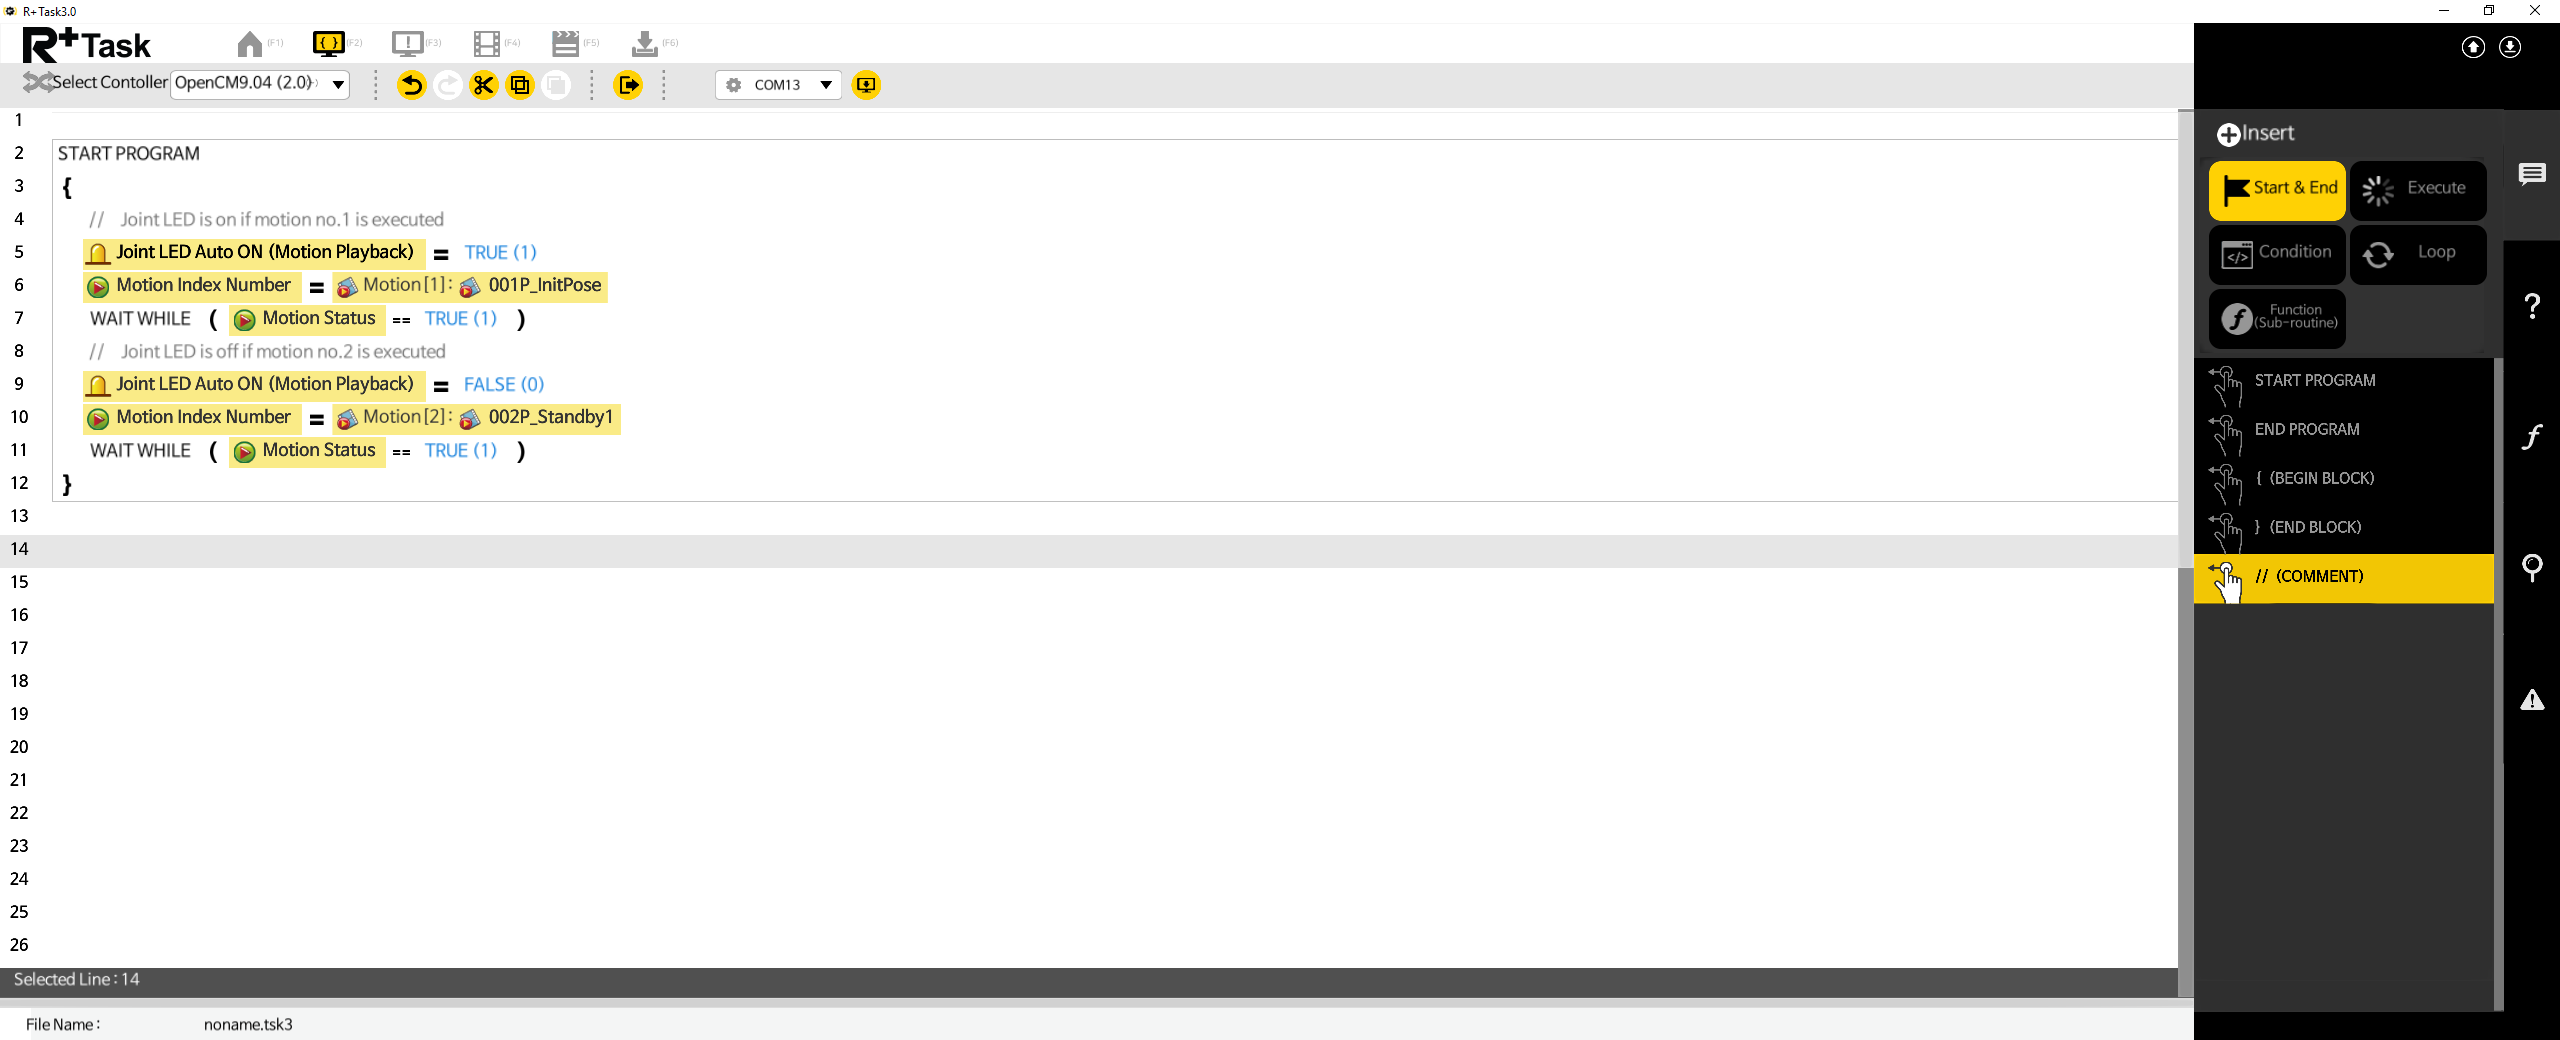 R+Task3.0
R+Task
(F1)
(F2)
(F3)
(F4)
(F5)
(F6)
Select Contoller
OpenCM9.04 (2.0)
COM13
1
2 START PROGRAM
3 {
4 // Joint LED is on if motion no.1 is executed
5 Joint LED Auto ON (Motion Playback) = TRUE (1)
6 Motion Index Number = Motion[1]: 001P_InitPose
7 WAIT WHILE ( Motion Status == TRUE (1) )
8 // Joint LED is off if motion no.2 is executed
9 Joint LED Auto ON (Motion Playback) = FALSE (0)
10 Motion Index Number = Motion[2]: 002P_Standby1
11 WAIT WHILE ( Motion Status == TRUE (1) )
12 }
13
14
15
16
17
18
19
20
21
22
23
24
25
26
Selected Line : 14
File Name : noname.tsk3
Insert
Start & End
Execute
Condition
Loop
Function
(Sub-routine)
START PROGRAM
END PROGRAM
{ (BEGIN BLOCK)
} (END BLOCK)
// (COMMENT)